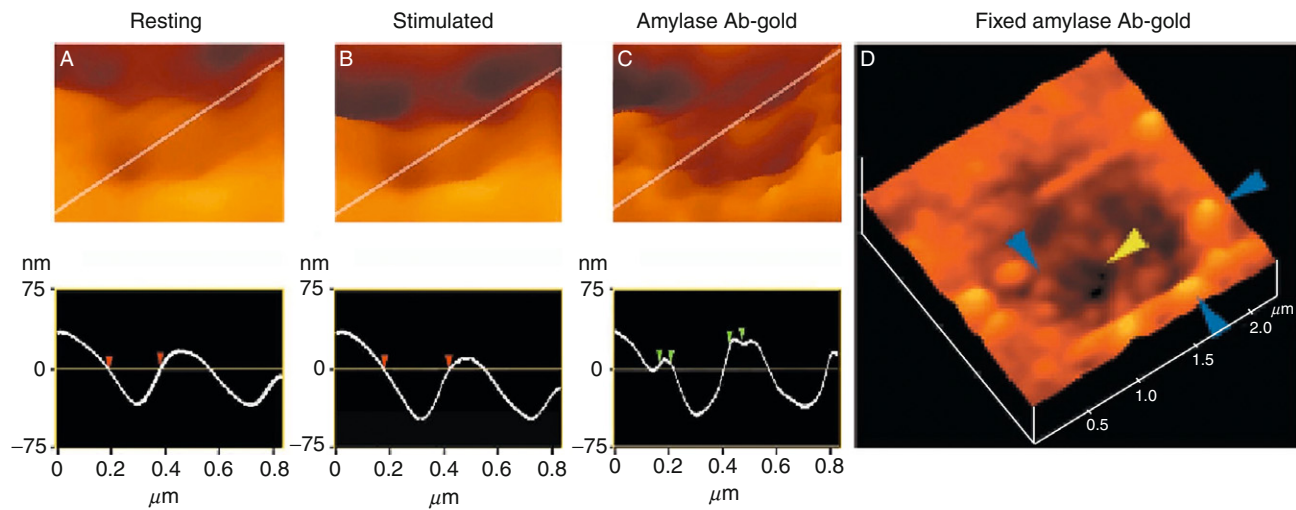 Resting
Stimulated
Amylase Ab-gold
Fixed amylase Ab-gold
A
B
C
D
nm
75
0
−75
0 0.2 0.4 0.6 0.8
μm
nm
75
0
−75
0 0.2 0.4 0.6 0.8
μm
nm
75
0
−75
0 0.2 0.4 0.6 0.8
μm
0.5
1.0
1.5
2.0
μm